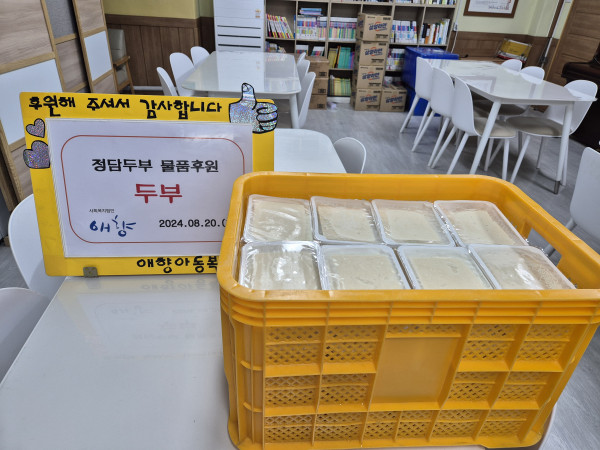 후원해 주셔서 감사합니다
정담두부 물품후원
두부
사회복지법인
애향
2024.08.20.
애향아동복